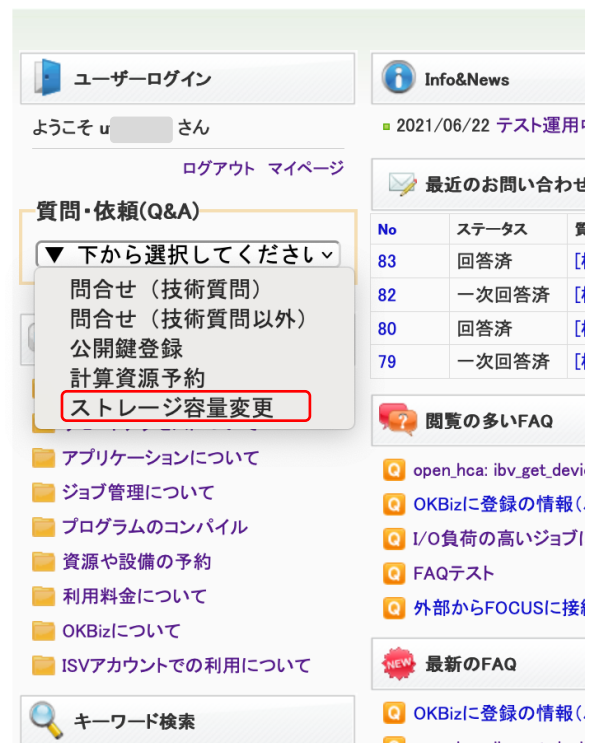 ユーザーログイン
ようこそ u さん
ログアウト マイページ
質問・依頼(Q&A)
▼ 下から選択してください
問合せ（技術質問）
問合せ（技術質問以外）
公開鍵登録
計算資源予約
ストレージ容量変更
アプリケーションについて
ジョブ管理について
プログラムのコンパイル
資源や設備の予約
利用料金について
OKBizについて
ISVアカウントでの利用について
キーワード検索
Info&News
2021/06/22 テスト運用
最近のお問い合わせ
No ステータス
83 回答済
82 一次回答済
80 回答済
79 一次回答済
閲覧の多いFAQ
Q open_hca: ibv_get_devi
Q OKBizに登録の情報(
Q I/O負荷の高いジョブ
Q FAQテスト
Q 外部からFOCUSに接
NEW 最新のFAQ
Q OKBizに登録の情報(